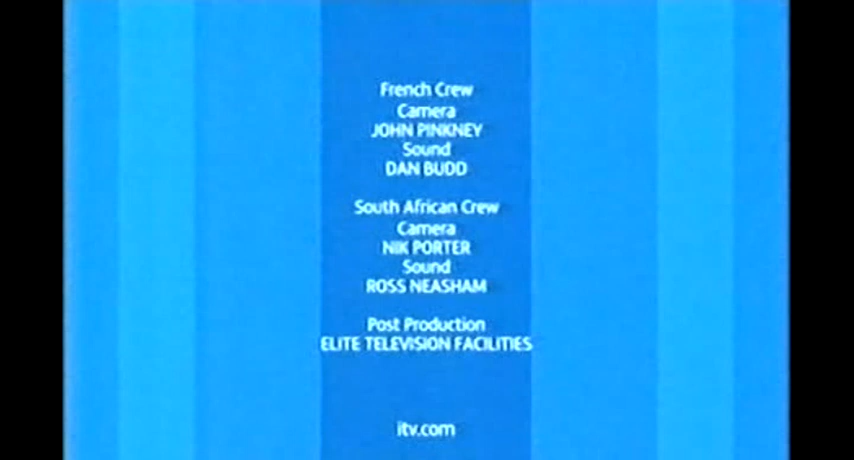 French Crew
Camera
JOHN PINKNEY
Sound
DAN BUDD
South African Crew
Camera
NIK PORTER
Sound
ROSS NEASHAM
Post Production
ELITE TELEVISION FACILITIES
itv.com